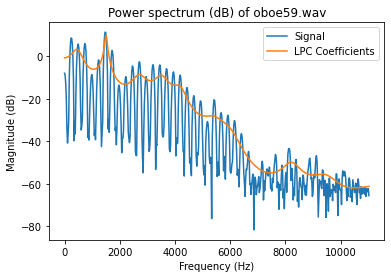 Power spectrum (dB) of oboe59.wav
Signal
LPC Coefficients
Magnitude (dB)
0
−20
−40
−60
−80
0
2000
4000
6000
8000
10000
Frequency (Hz)